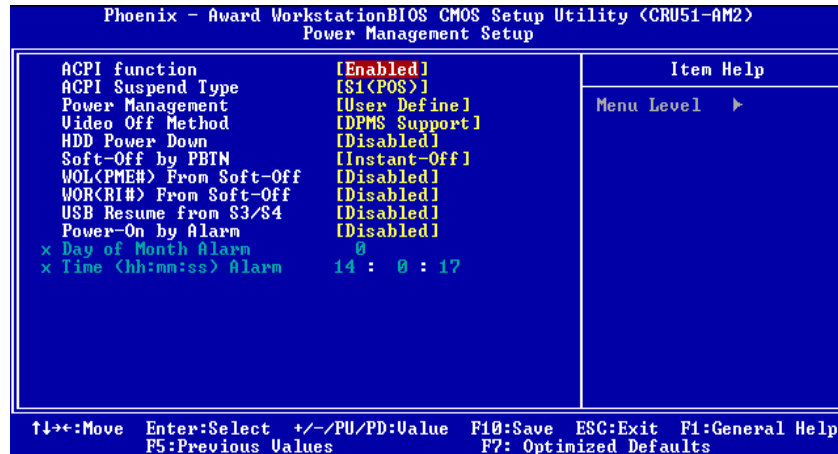 Phoenix - Award WorkstationBIOS CMOS Setup Utility (CRU51-AM2)
Power Management Setup
ACPI function [Enabled] Item Help
ACPI Suspend Type [S1(POS)]
Power Management [User Define] Menu Level ►
Video Off Method [DPMS Support]
HDD Power Down [Disabled]
Soft-Off by PBTN [Instant-Off]
WOL(PME#) From Soft-Off [Disabled]
WOR(RI#) From Soft-Off [Disabled]
USB Resume from S3/S4 [Disabled]
Power-On by Alarm [Disabled]
x Day of Month Alarm 0
x Time (hh:mm:ss) Alarm 14 : 0 : 17
↑↓→←:Move Enter:Select +/-/PU/PD:Value F10:Save ESC:Exit F1:General Help
F5:Previous Values F7: Optimized Defaults